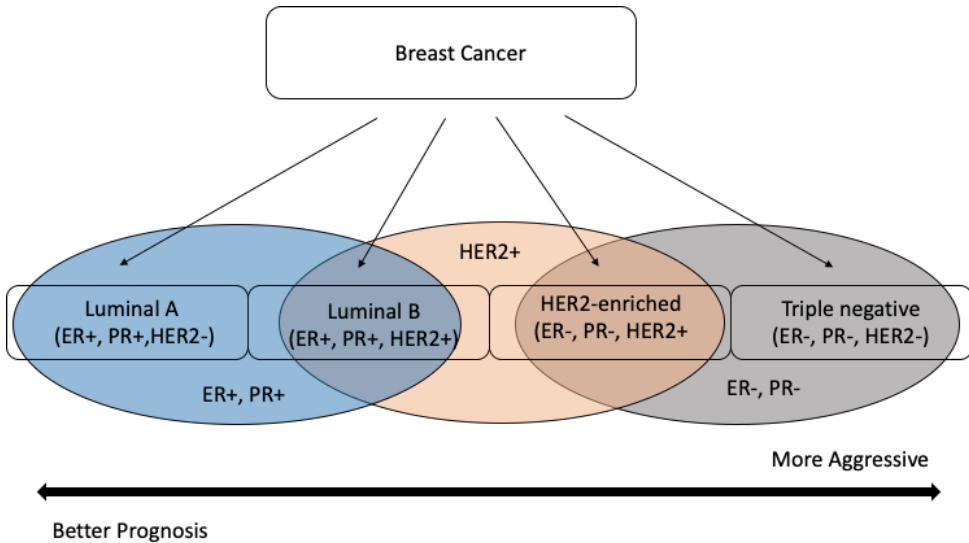 Breast Cancer
HER2+
Luminal A
(ER+, PR+,HER2-)
Luminal B
(ER+, PR+, HER2+)
HER2-enriched
(ER-, PR-, HER2+
Triple negative
(ER-, PR-, HER2-)
ER+, PR+
ER-, PR-
More Aggressive
Better Prognosis